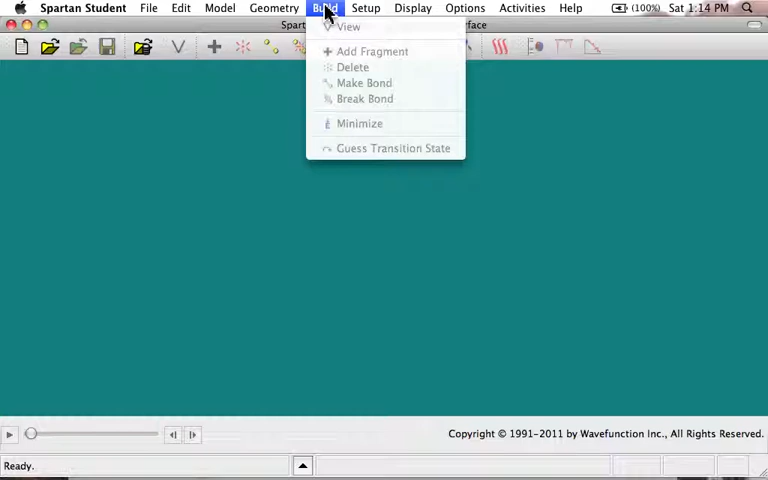 Spartan Student File Edit Model Geometry Build Setup Display Options Activities Help (100%) Sat 1:14 PM
View
Add Fragment
Delete
Make Bond
Break Bond
Minimize
Guess Transition State
Copyright © 1991-2011 by Wavefunction Inc., All Rights Reserved.
Ready.